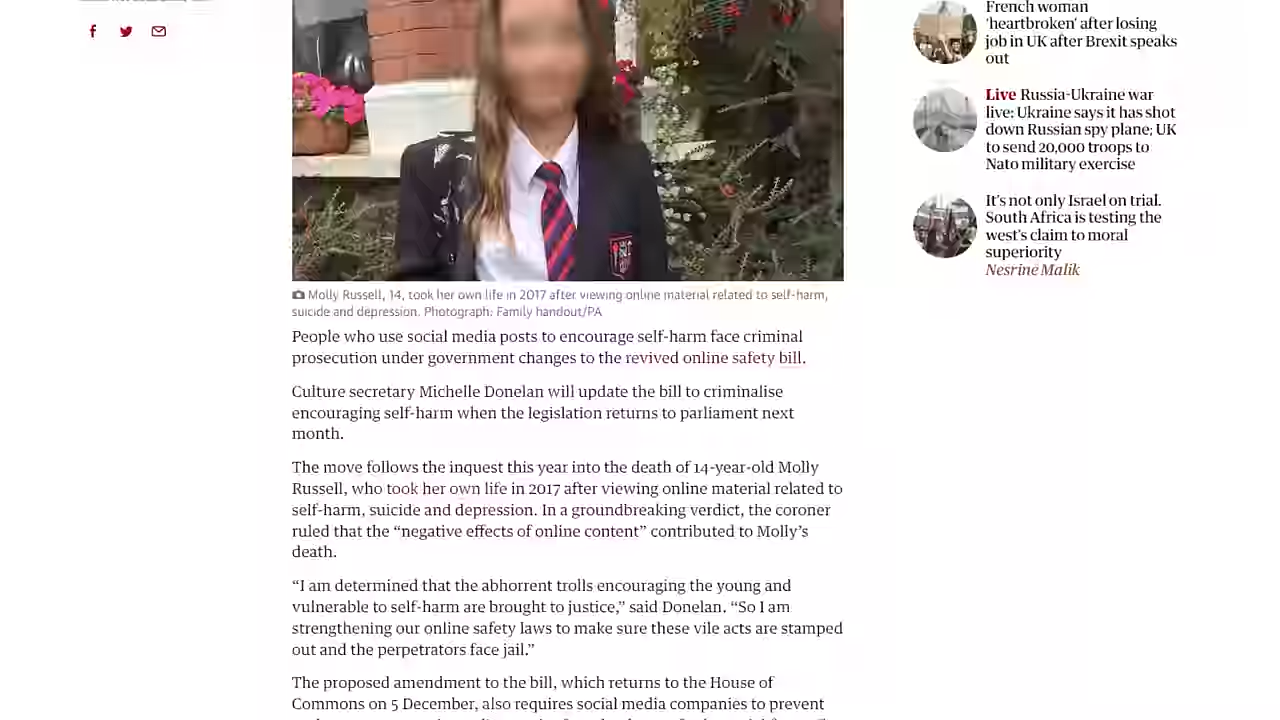 Molly Russell, 14, took her own life in 2017 after viewing online material related to self-harm,
suicide and depression. Photograph: Family handout/PA
People who use social media posts to encourage self-harm face criminal
prosecution under government changes to the revived online safety bill.
Culture secretary Michelle Donelan will update the bill to criminalise
encouraging self-harm when the legislation returns to parliament next
month.
The move follows the inquest this year into the death of 14-year-old Molly
Russell, who took her own life in 2017 after viewing online material related to
self-harm, suicide and depression. In a groundbreaking verdict, the coroner
ruled that the “negative effects of online content” contributed to Molly’s
death.
“I am determined that the abhorrent trolls encouraging the young and
vulnerable to self-harm are brought to justice,” said Donelan. “So I am
strengthening our online safety laws to make sure these vile acts are stamped
out and the perpetrators face jail.”
The proposed amendment to the bill, which returns to the House of
Commons on 5 December, also requires social media companies to prevent
French woman
‘heartbroken’ after losing
job in UK after Brexit speaks
out
Live Russia-Ukraine war
live: Ukraine says it has shot
down Russian spy plane; UK
to send 20,000 troops to
Nato military exercise
It’s not only Israel on trial.
South Africa is testing the
west’s claim to moral
superiority
Nesrine Malik